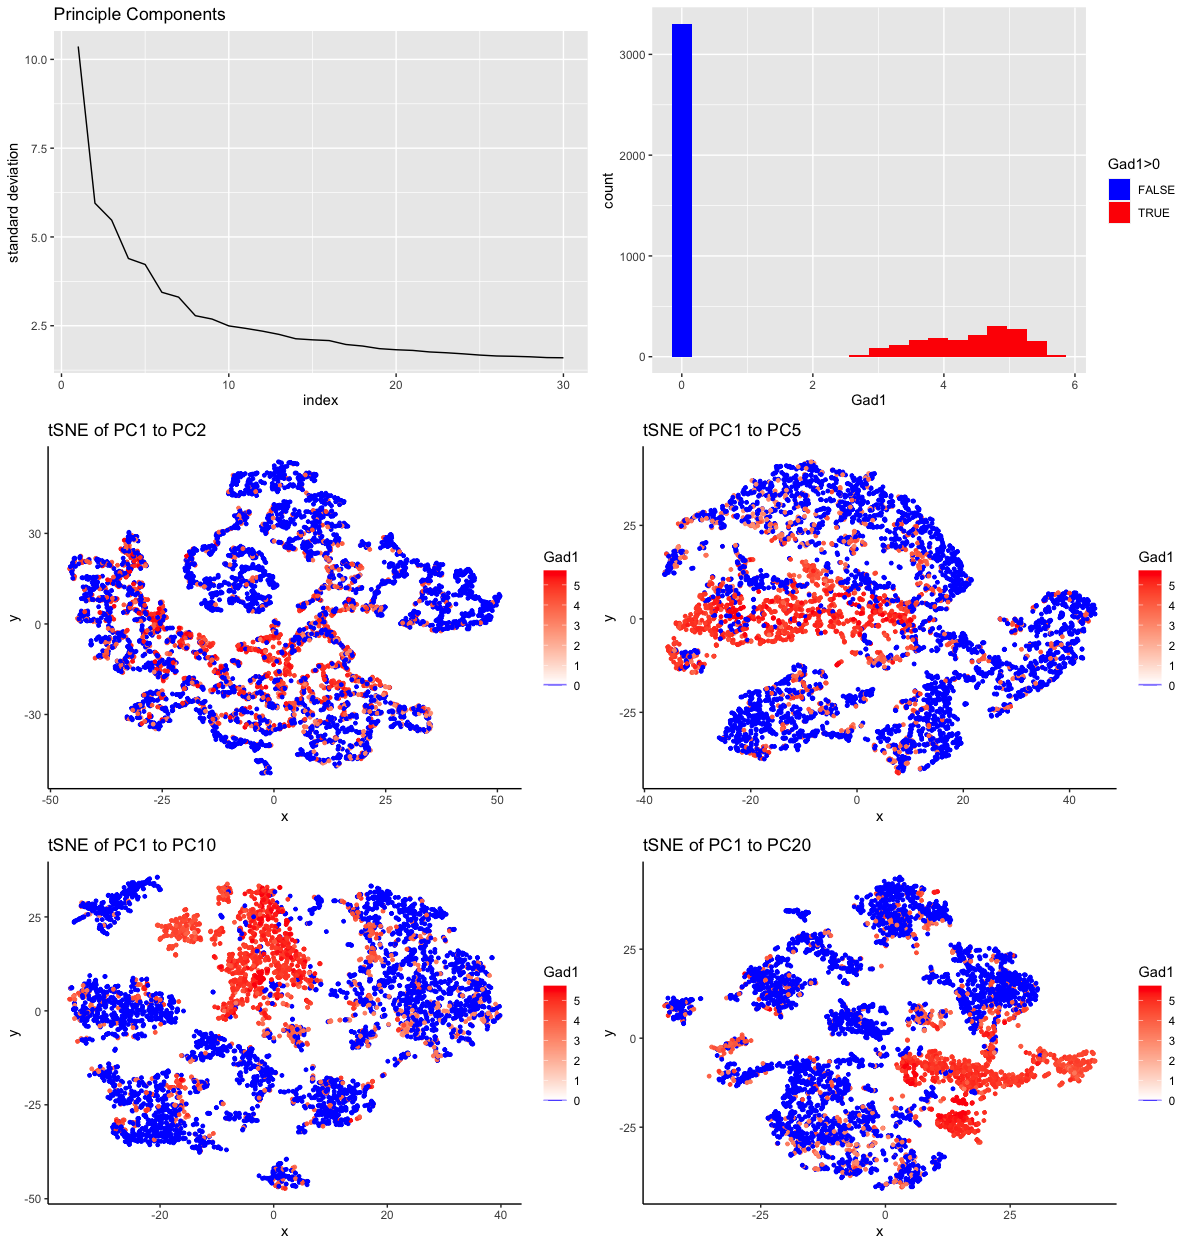 Principle Components
10.0
7.5
5.0
2.5
standard deviation
0
10
20
30
index
3000
2000
1000
0
count
0
2
4
6
Gad1
Gad1>0
FALSE
TRUE
tSNE of PC1 to PC2
30
0
-30
y
-50
-25
0
25
50
x
Gad1
5
4
3
2
1
0
tSNE of PC1 to PC5
25
0
-25
y
-40
-20
0
20
40
x
Gad1
5
4
3
2
1
0
tSNE of PC1 to PC10
25
0
-25
-50
y
-20
0
20
40
x
Gad1
5
4
3
2
1
0
tSNE of PC1 to PC20
25
0
-25
y
-25
0
25
x
Gad1
5
4
3
2
1
0